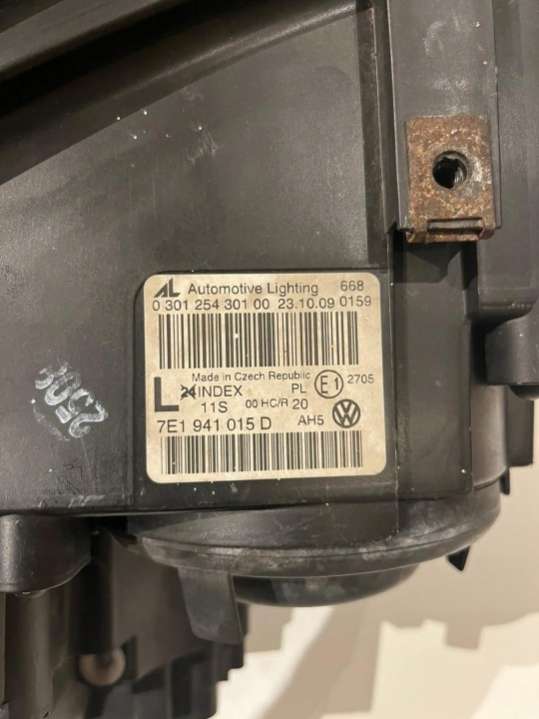 AL Automotive Lighting 668
0 301 254 301 00 23.10.09 0159
Made in Czech Republic
L INDEX PL E1 2705
11S 00 HC/R 20
7E1 941 015 D AH5 VW